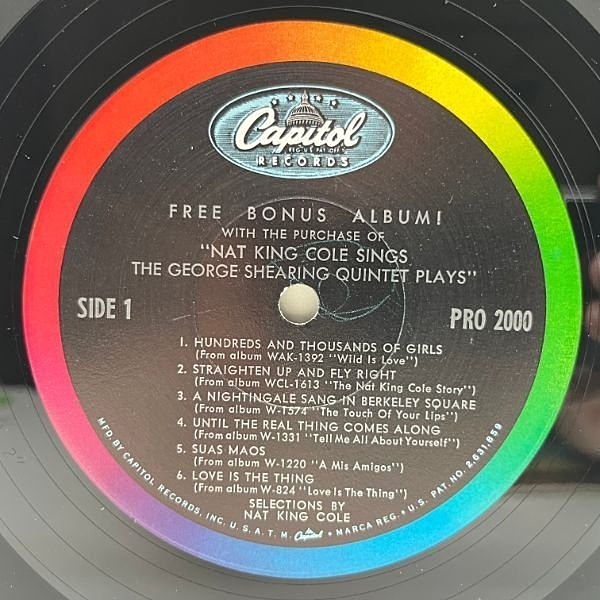 Capitol
REG. U.S. PAT. OFF.
RECORDS
FREE BONUS ALBUM!
WITH THE PURCHASE OF
"NAT KING COLE SINGS
THE GEORGE SHEARING QUINTET PLAYS"
SIDE 1
PRO 2000
1. HUNDREDS AND THOUSANDS OF GIRLS
(From album WAK-1392 "Wild Is Love")
2. STRAIGHTEN UP AND FLY RIGHT
(From album WCL-1613 "The Nat King Cole Story")
3. A NIGHTINGALE SANG IN BERKELEY SQUARE
(From album W-1574 "The Touch Of Your Lips")
4. UNTIL THE REAL THING COMES ALONG
(From album W-1331 "Tell Me All About Yourself")
5. SUAS MAOS
(From album W-1220 "A Mis Amigos")
6. LOVE IS THE THING
(From album W-824 "Love Is The Thing")
SELECTIONS BY
NAT KING COLE
MFD. BY CAPITOL RECORDS, INC. U. S. A. T. M. Capitol • MARCA REG. • U. S. PAT. NO. 2,631,859